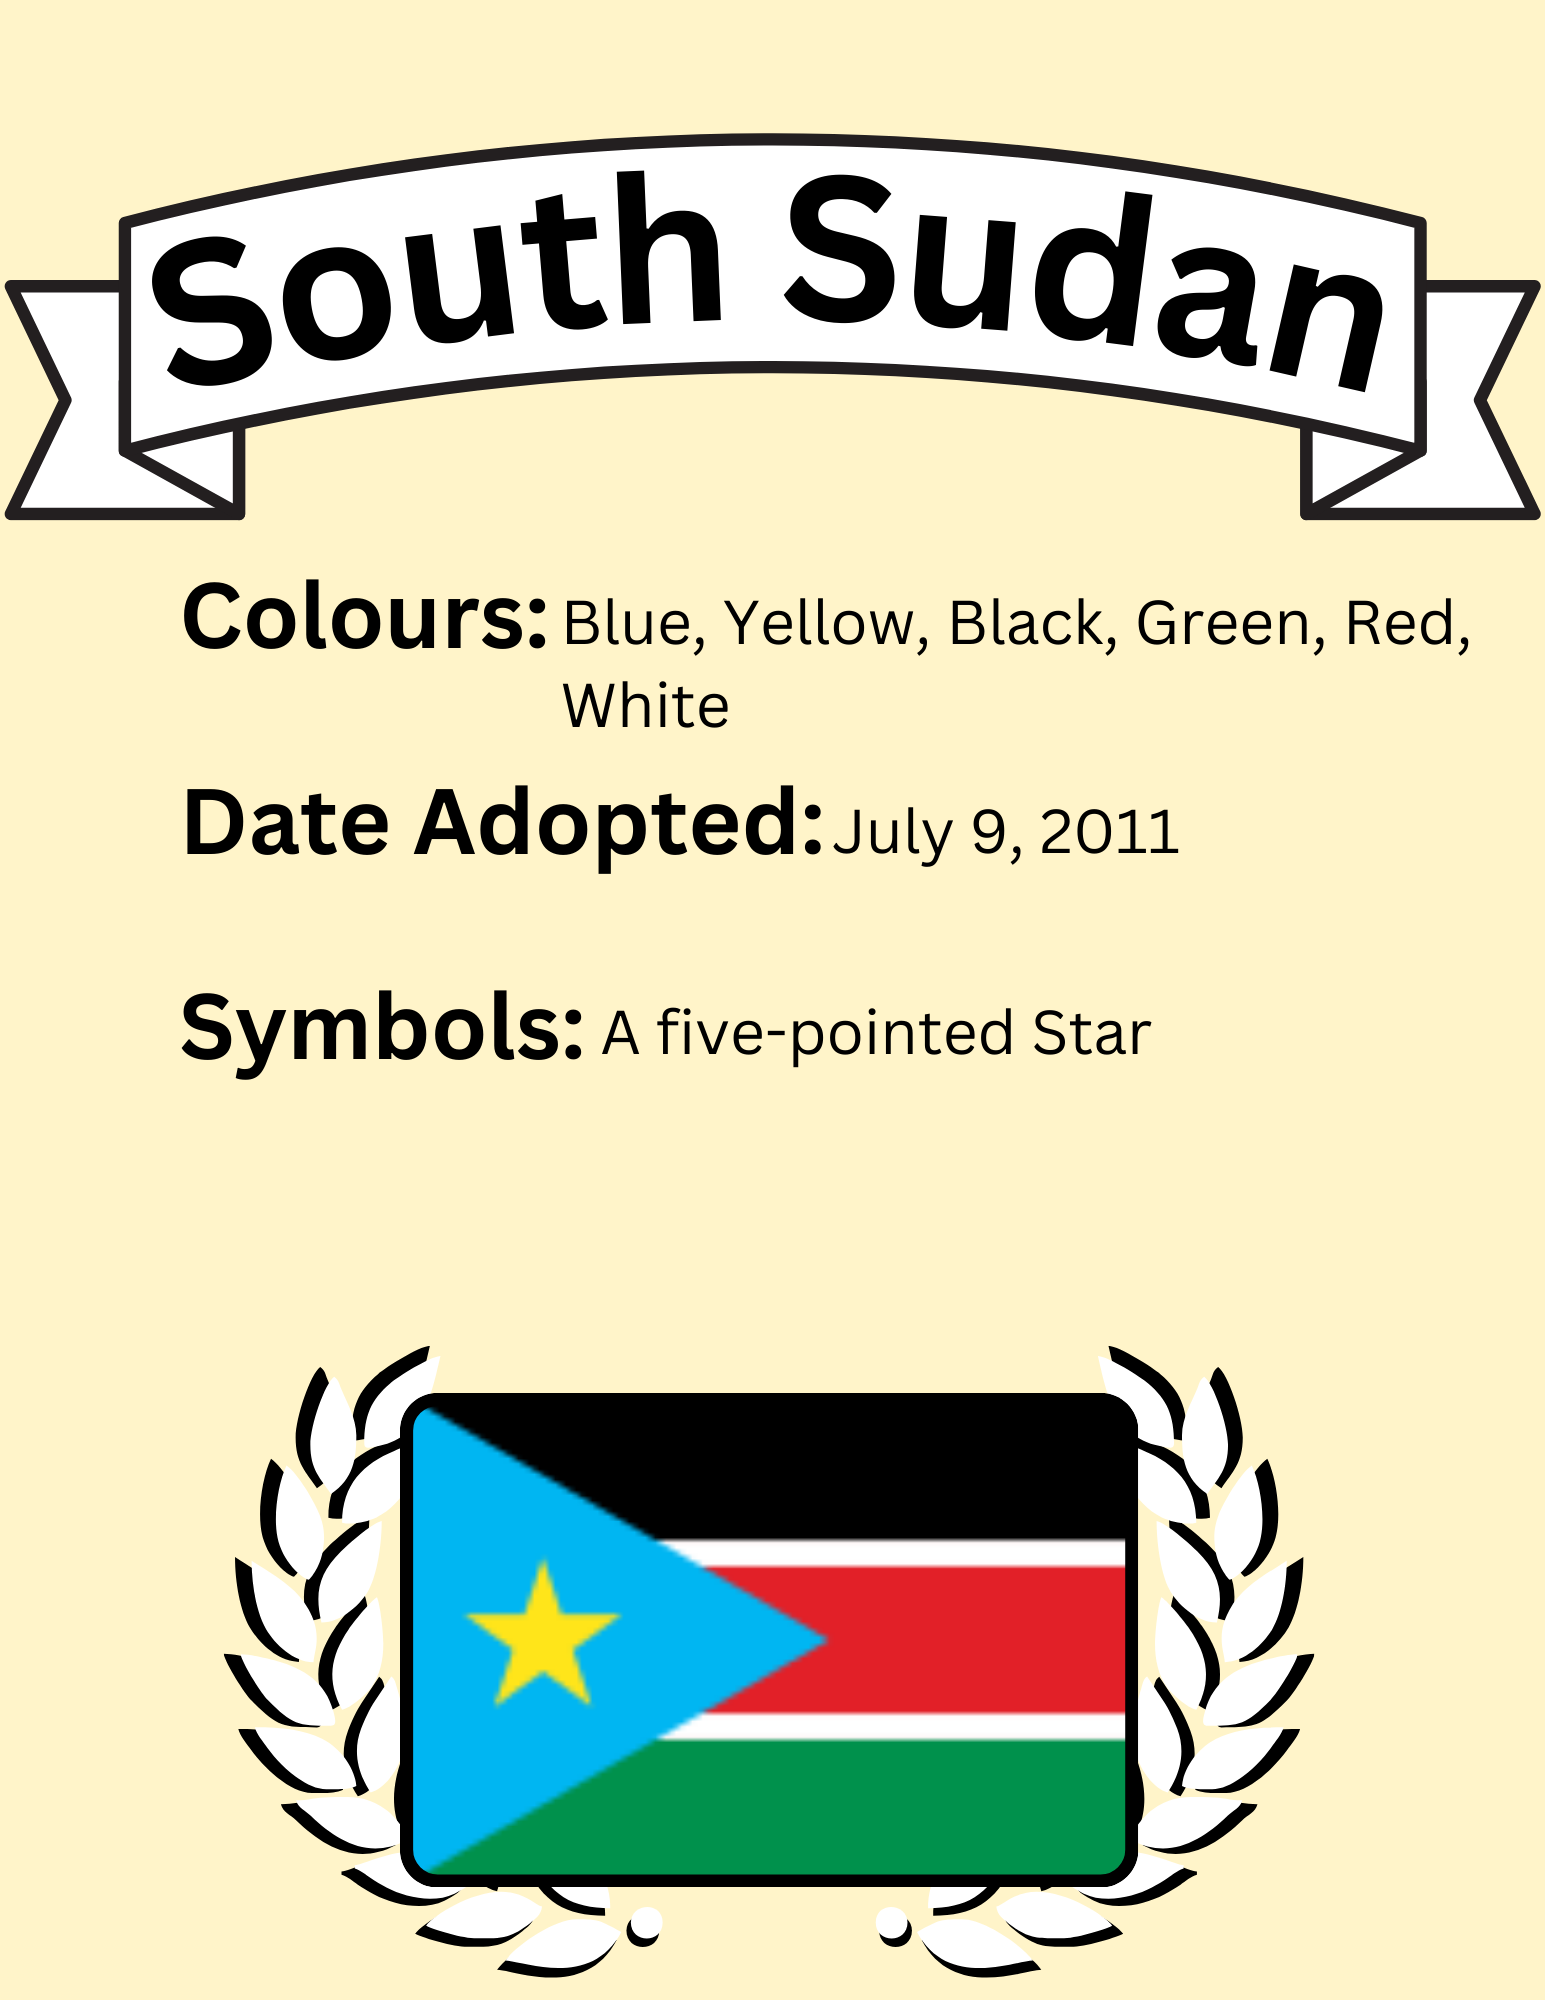 South Sudan
Colours: Blue, Yellow, Black, Green, Red,
White
Date Adopted: July 9, 2011
Symbols: A five-pointed Star